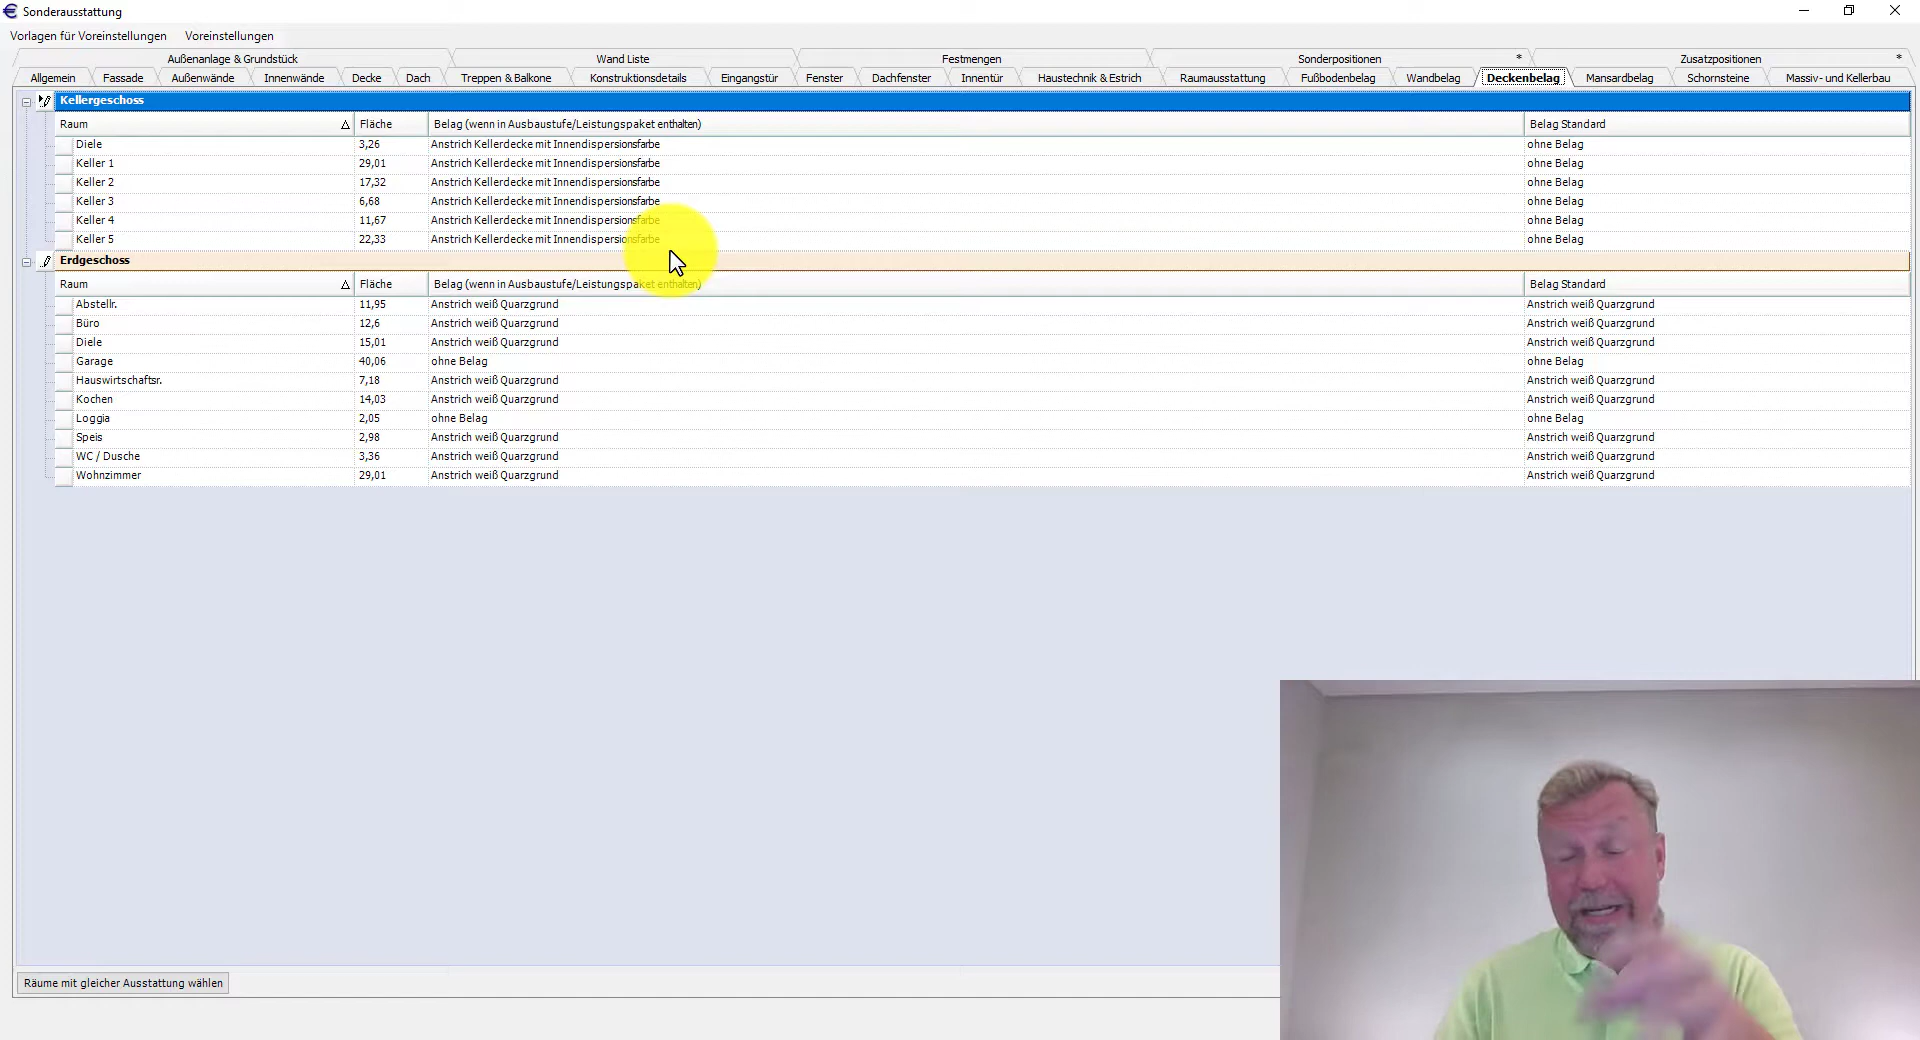 Sonderausstattung
Vorlagen für Voreinstellungen Voreinstellungen
Außenanlage & Grundstück Wand Liste Festmengen Sonderpositionen * Zusatzpositionen *
Allgemein Fassade Außenwände Innenwände Decke Dach Treppen & Balkone Konstruktionsdetails Eingangstür Fenster Dachfenster Innentür Haustechnik & Estrich Raumausstattung Fußbodenbelag Wandbelag Deckenbelag Mansardbelag Schornsteine Massiv- und Kellerbau
Kellergeschoss
Raum Fläche Belag (wenn in Ausbaustufe/Leistungspaket enthalten) Belag Standard
Diele 3,26 Anstrich Kellerdecke mit Innendispersionsfarbe ohne Belag
Keller 1 29,01 Anstrich Kellerdecke mit Innendispersionsfarbe ohne Belag
Keller 2 17,32 Anstrich Kellerdecke mit Innendispersionsfarbe ohne Belag
Keller 3 6,68 Anstrich Kellerdecke mit Innendispersionsfarbe ohne Belag
Keller 4 11,67 Anstrich Kellerdecke mit Innendispersionsfarbe ohne Belag
Keller 5 22,33 Anstrich Kellerdecke mit Innendispersionsfarbe ohne Belag
Erdgeschoss
Raum Fläche Belag (wenn in Ausbaustufe/Leistungspaket enthalten) Belag Standard
Abstellr. 11,95 Anstrich weiß Quarzgrund Anstrich weiß Quarzgrund
Büro 12,6 Anstrich weiß Quarzgrund Anstrich weiß Quarzgrund
Diele 15,01 Anstrich weiß Quarzgrund Anstrich weiß Quarzgrund
Garage 40,06 ohne Belag ohne Belag
Hauswirtschaftsr. 7,18 Anstrich weiß Quarzgrund Anstrich weiß Quarzgrund
Kochen 14,03 Anstrich weiß Quarzgrund Anstrich weiß Quarzgrund
Loggia 2,05 ohne Belag ohne Belag
Speis 2,98 Anstrich weiß Quarzgrund Anstrich weiß Quarzgrund
WC / Dusche 3,36 Anstrich weiß Quarzgrund Anstrich weiß Quarzgrund
Wohnzimmer 29,01 Anstrich weiß Quarzgrund Anstrich weiß Quarzgrund
Räume mit gleicher Ausstattung wählen